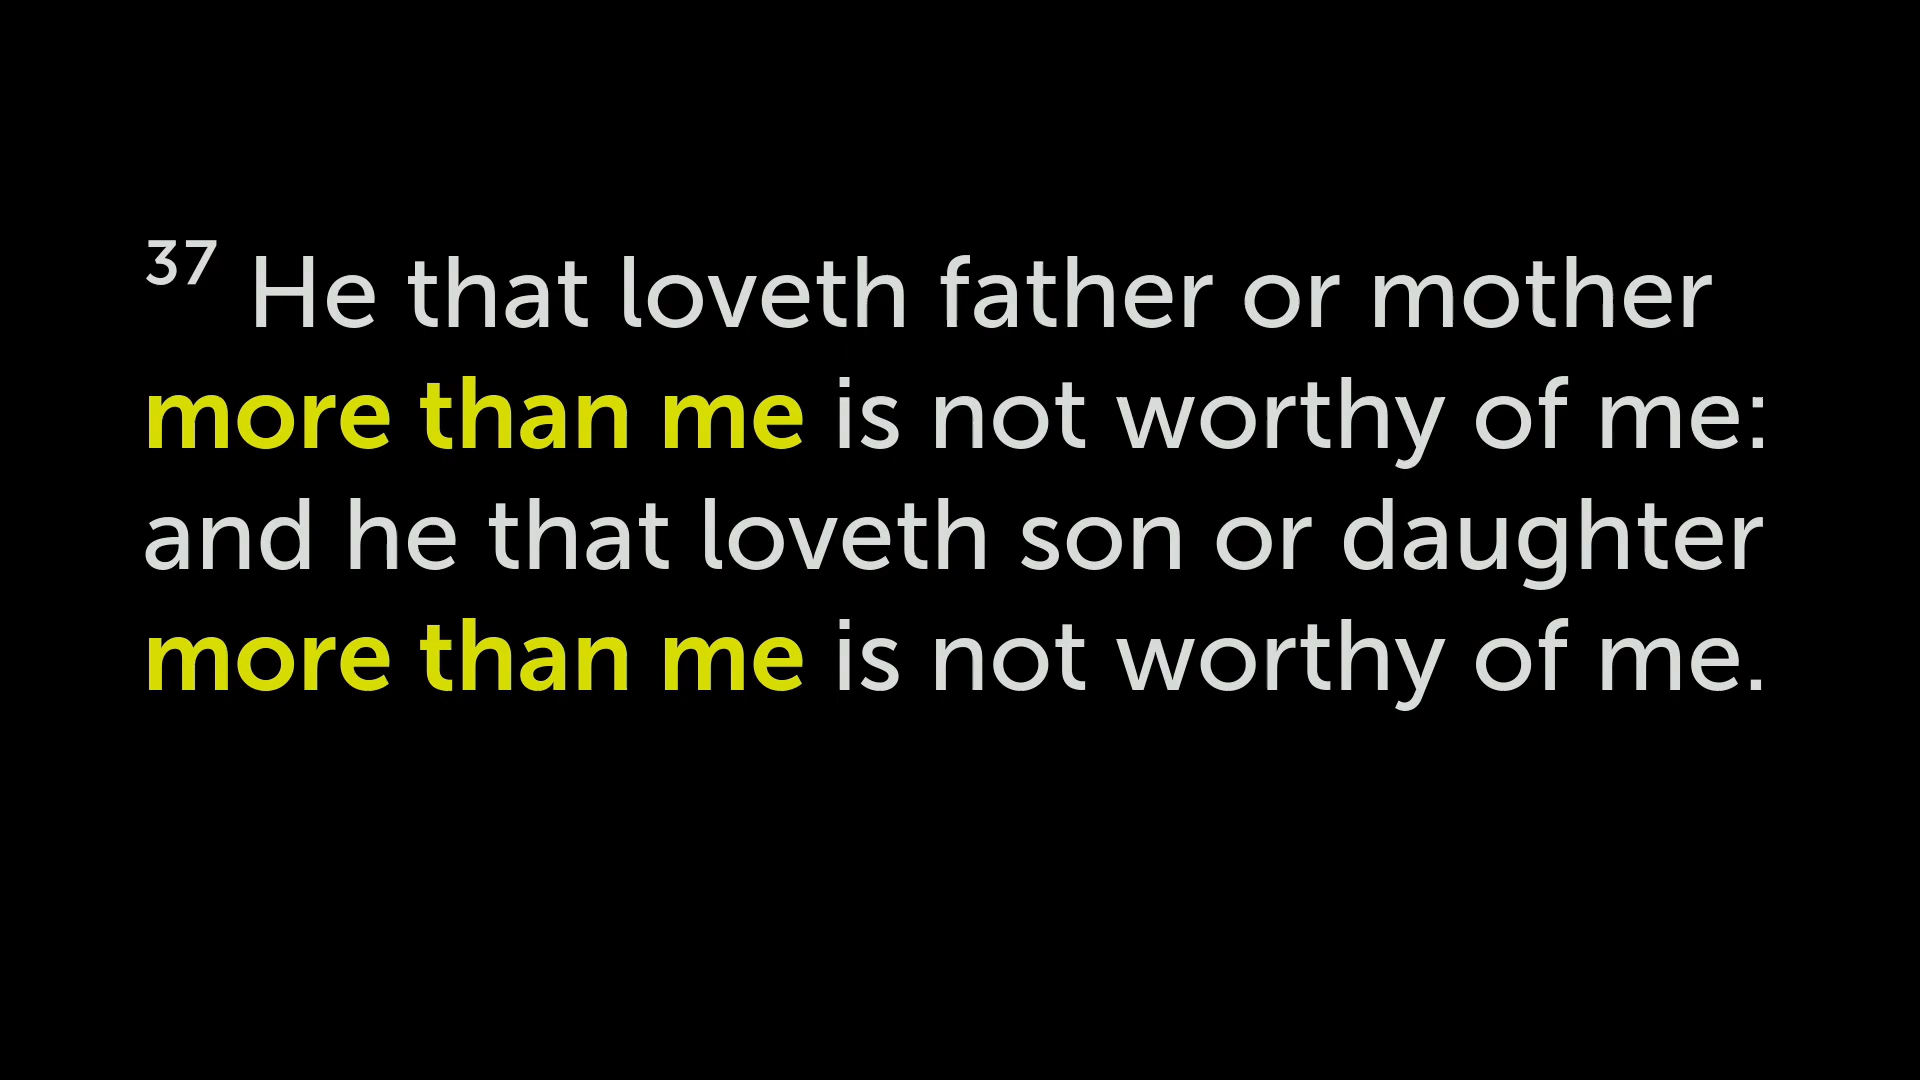 37 He that loveth father or mother
more than me is not worthy of me:
and he that loveth son or daughter
more than me is not worthy of me.